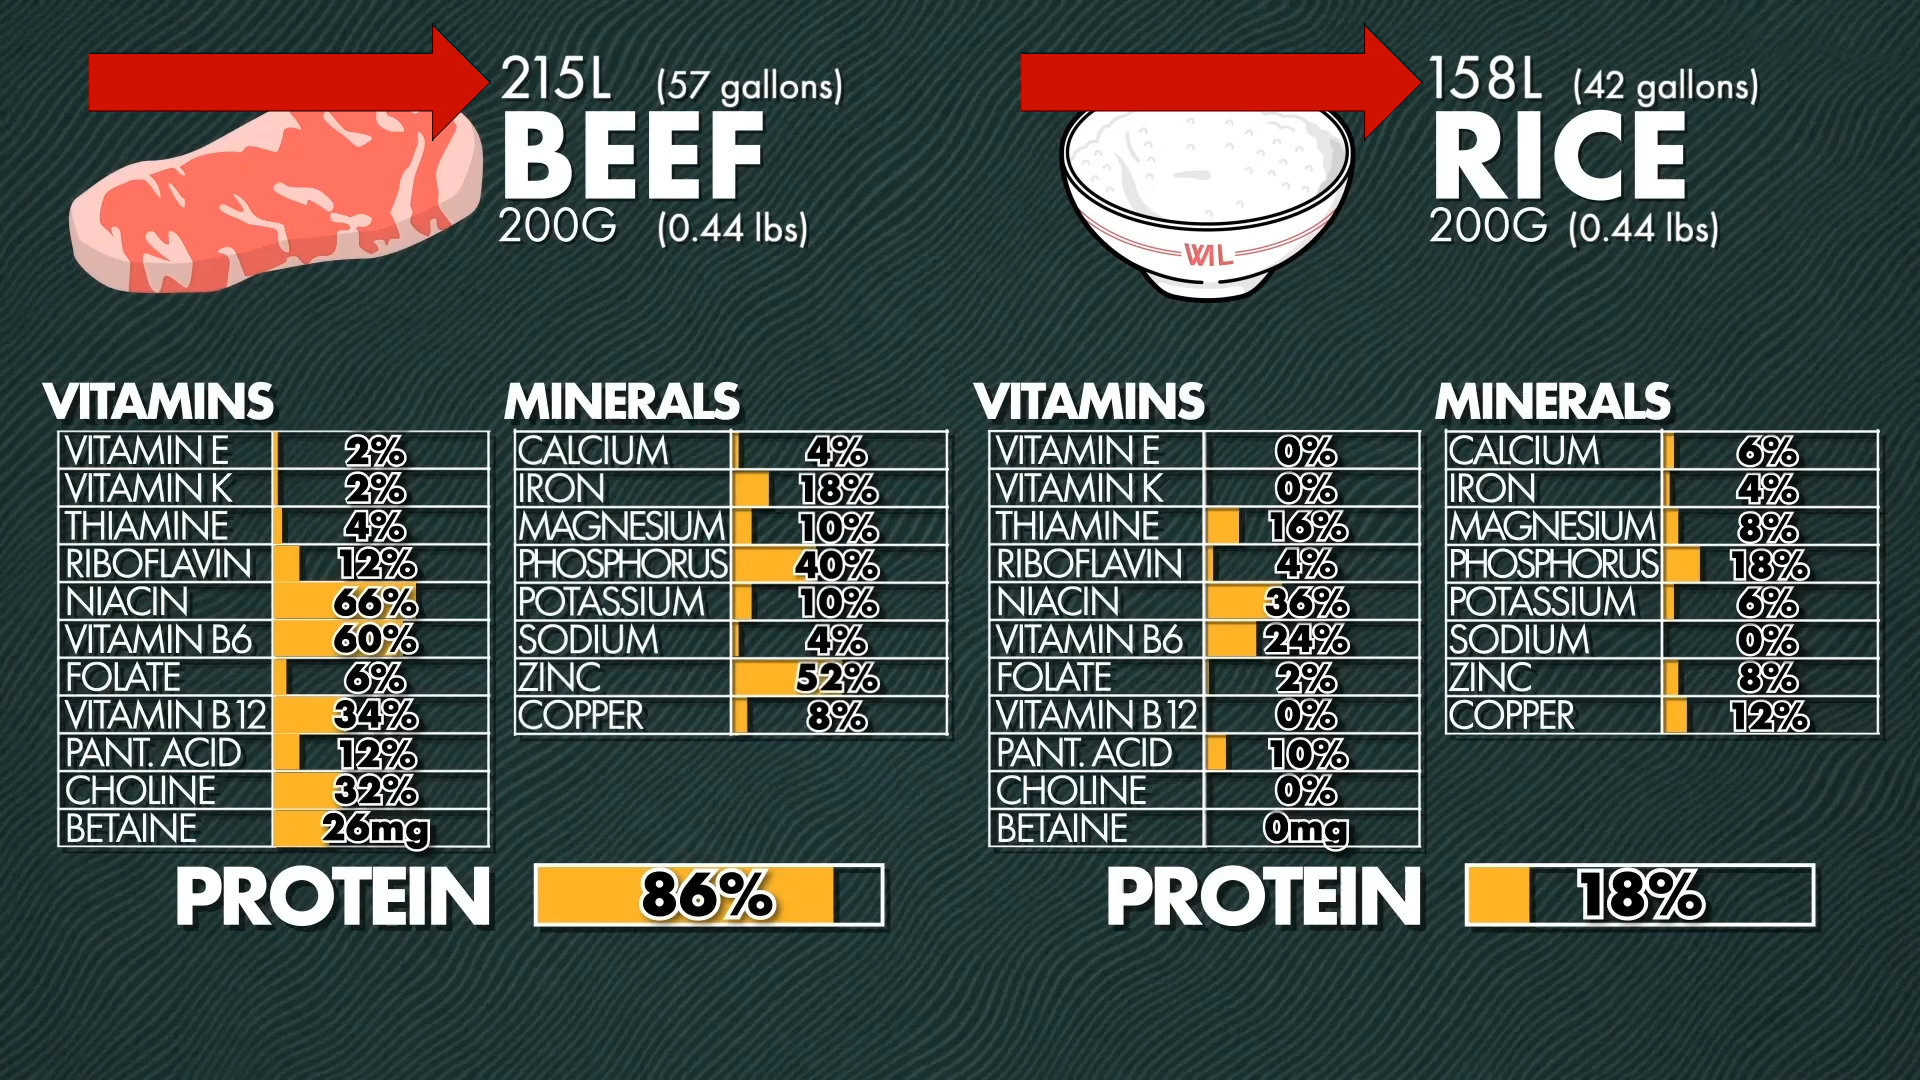 215L (57 gallons)
BEEF
200G (0.44 lbs)
158L (42 gallons)
RICE
200G (0.44 lbs)
WIL
VITAMINS
VITAMIN E 2%
VITAMIN K 2%
THIAMINE 4%
RIBOFLAVIN 12%
NIACIN 66%
VITAMIN B6 60%
FOLATE 6%
VITAMIN B12 34%
PANT. ACID 12%
CHOLINE 32%
BETAINE 26mg
MINERALS
CALCIUM 4%
IRON 18%
MAGNESIUM 10%
PHOSPHORUS 40%
POTASSIUM 10%
SODIUM 4%
ZINC 52%
COPPER 8%
PROTEIN 86%
VITAMINS
VITAMIN E 0%
VITAMIN K 0%
THIAMINE 16%
RIBOFLAVIN 4%
NIACIN 36%
VITAMIN B6 24%
FOLATE 2%
VITAMIN B12 0%
PANT. ACID 10%
CHOLINE 0%
BETAINE 0mg
MINERALS
CALCIUM 6%
IRON 4%
MAGNESIUM 8%
PHOSPHORUS 18%
POTASSIUM 6%
SODIUM 0%
ZINC 8%
COPPER 12%
PROTEIN 18%